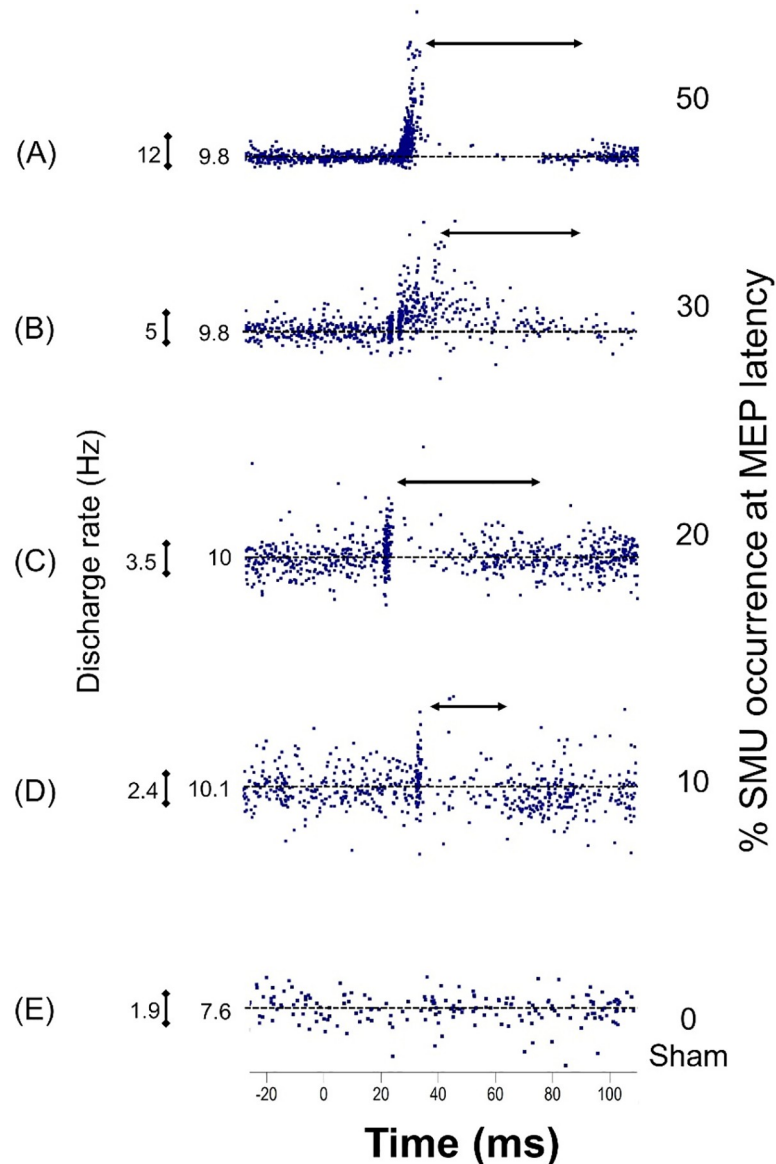 50
(A) 12 9.8
30
(B) 5 9.8
20
(C) 3.5 10
10
(D) 2.4 10.1
0
(E) 1.9 7.6
Sham
Discharge rate (Hz)
% SMU occurrence at MEP latency
-20 0 20 40 60 80 100
Time (ms)